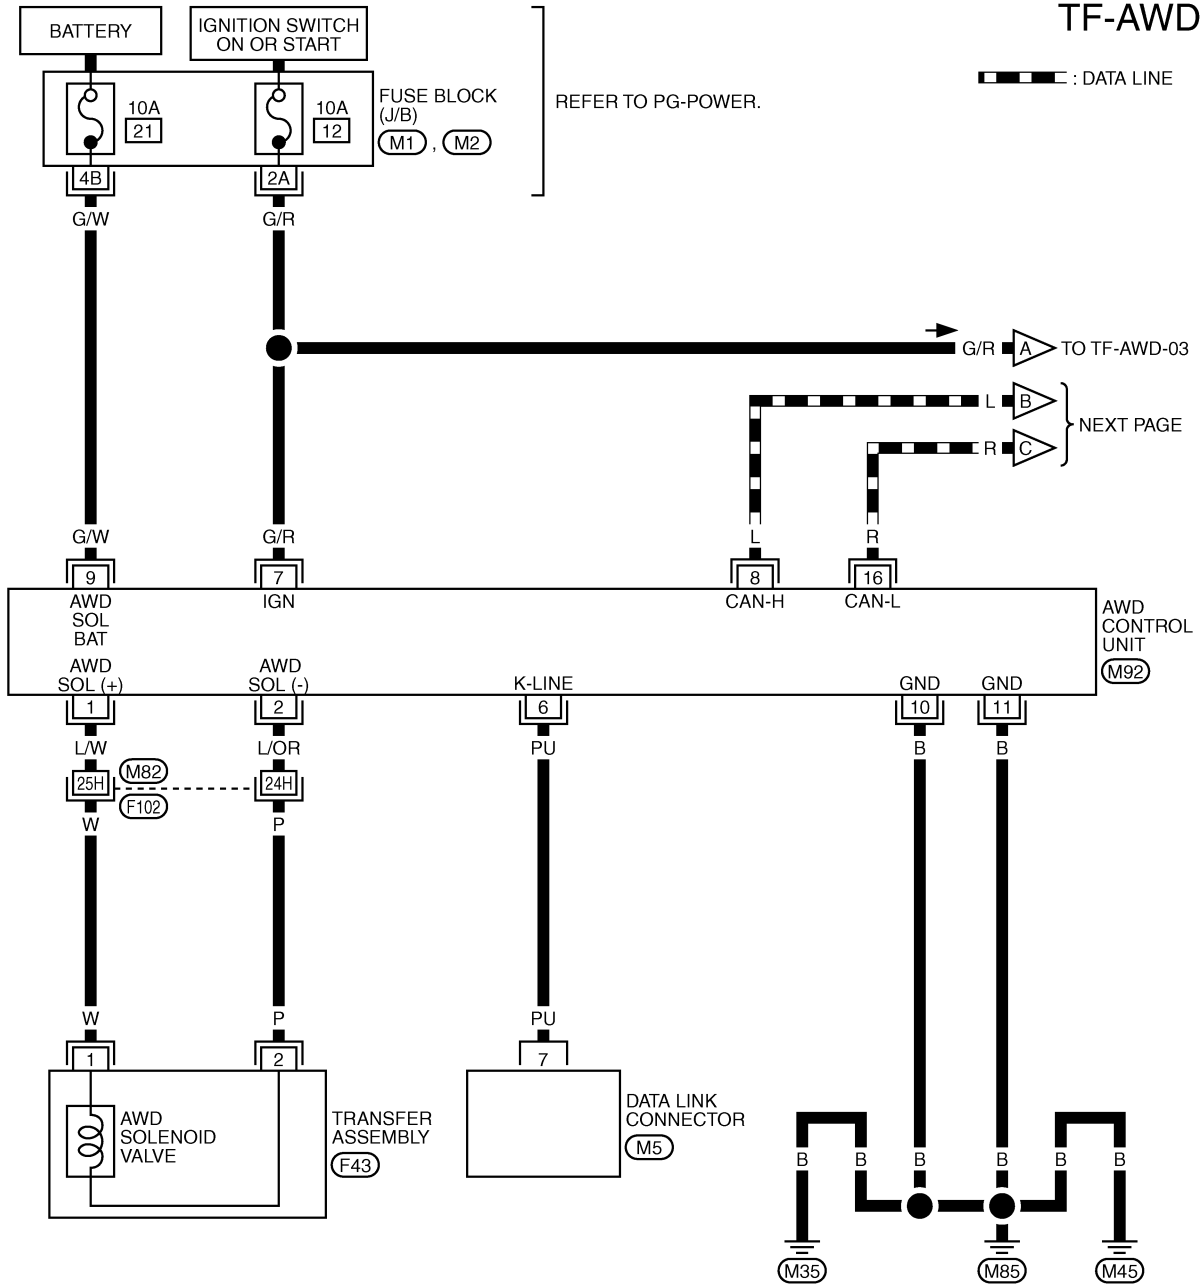 TF-AWD
BATTERY
IGNITION SWITCH
ON OR START
: DATA LINE
10A
21
10A
12
FUSE BLOCK
(J/B)
M1 , M2
REFER TO PG-POWER.
4B
2A
G/W
G/R
G/R
A
TO TF-AWD-03
L
B
NEXT PAGE
R
C
G/W
G/R
L
R
9
7
8
16
AWD
SOL
BAT
IGN
CAN-H
CAN-L
AWD
CONTROL
UNIT
M92
AWD
SOL (+)
AWD
SOL (-)
K-LINE
GND
GND
1
2
6
10
11
L/W
L/OR
PU
B
B
25H
M82
F102
24H
W
P
W
P
PU
1
2
7
AWD
SOLENOID
VALVE
TRANSFER
ASSEMBLY
F43
DATA LINK
CONNECTOR
M5
B
B
B
B
B
B
M35
M85
M45